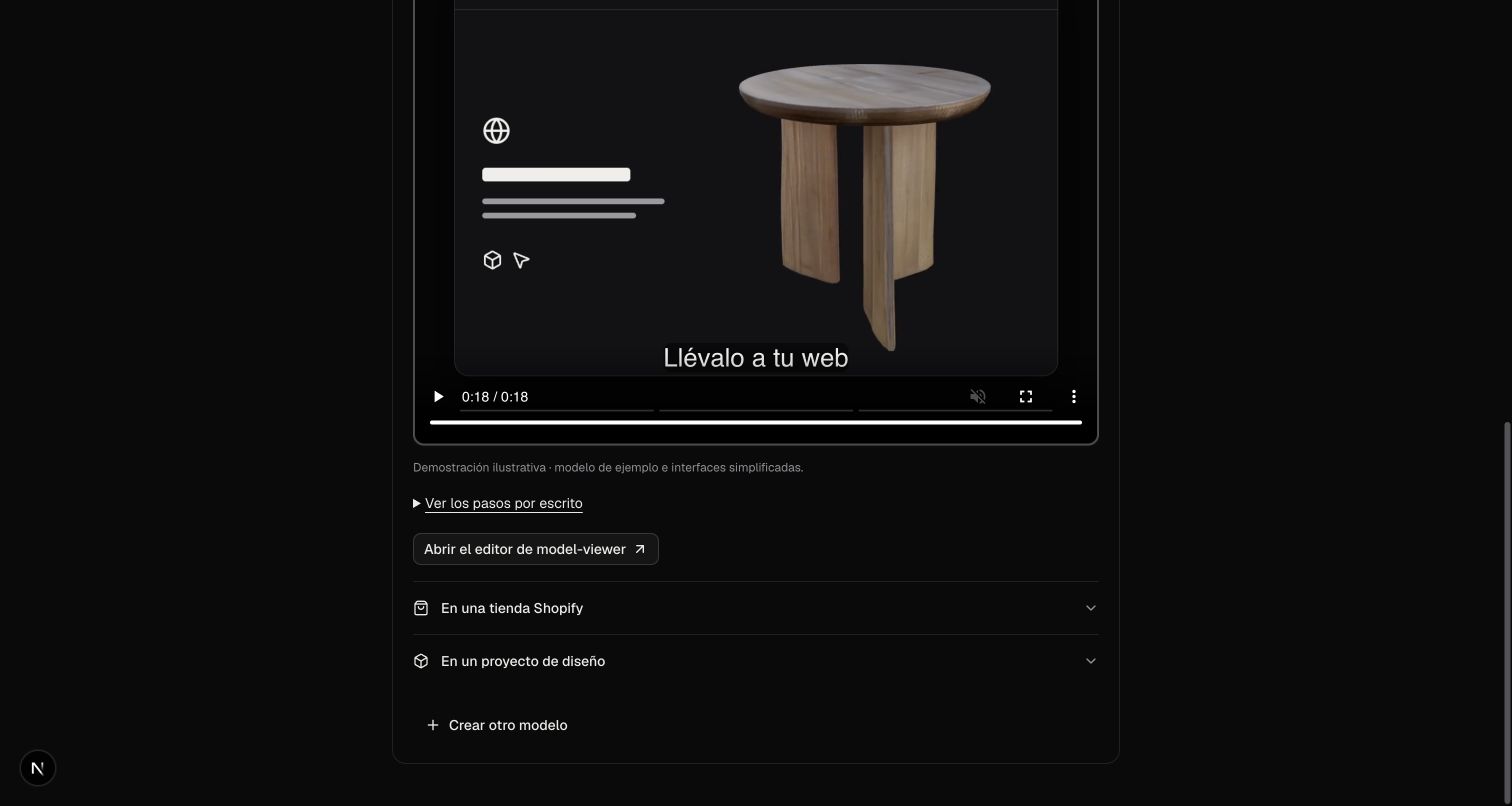 Llévalo a tu web
0:18 / 0:18
Demostración ilustrativa · modelo de ejemplo e interfaces simplificadas.
Ver los pasos por escrito
Abrir el editor de model-viewer
En una tienda Shopify
En un proyecto de diseño
Crear otro modelo
N